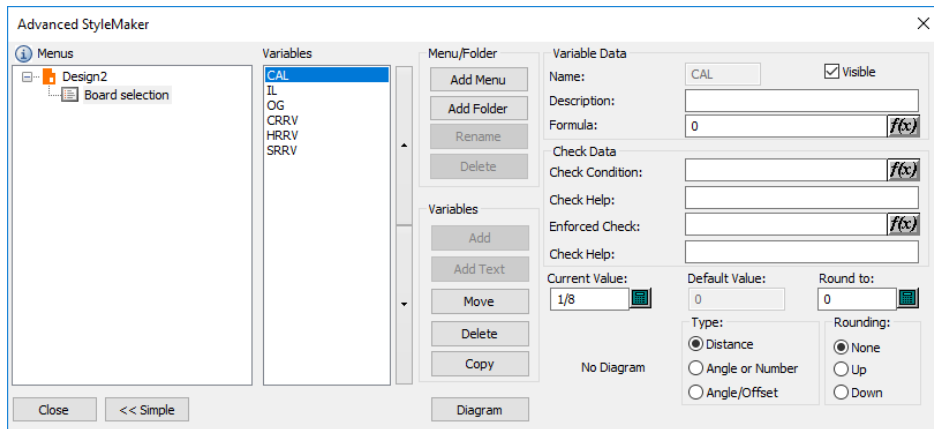 Advanced StyleMaker
Menus
Design2
Board selection
Variables
CAL
IL
OG
CRRV
HRRV
SRRV
Menu/Folder
Add Menu
Add Folder
Rename
Delete
Variables
Add
Add Text
Move
Delete
Copy
Variable Data
Name: CAL Visible
Description:
Formula: 0 f(x)
Check Data
Check Condition: f(x)
Check Help:
Enforced Check: f(x)
Check Help:
Current Value: Default Value: Round to:
1/8 0 0
No Diagram
Type:
Distance
Angle or Number
Angle/Offset
Rounding:
None
Up
Down
Close << Simple Diagram